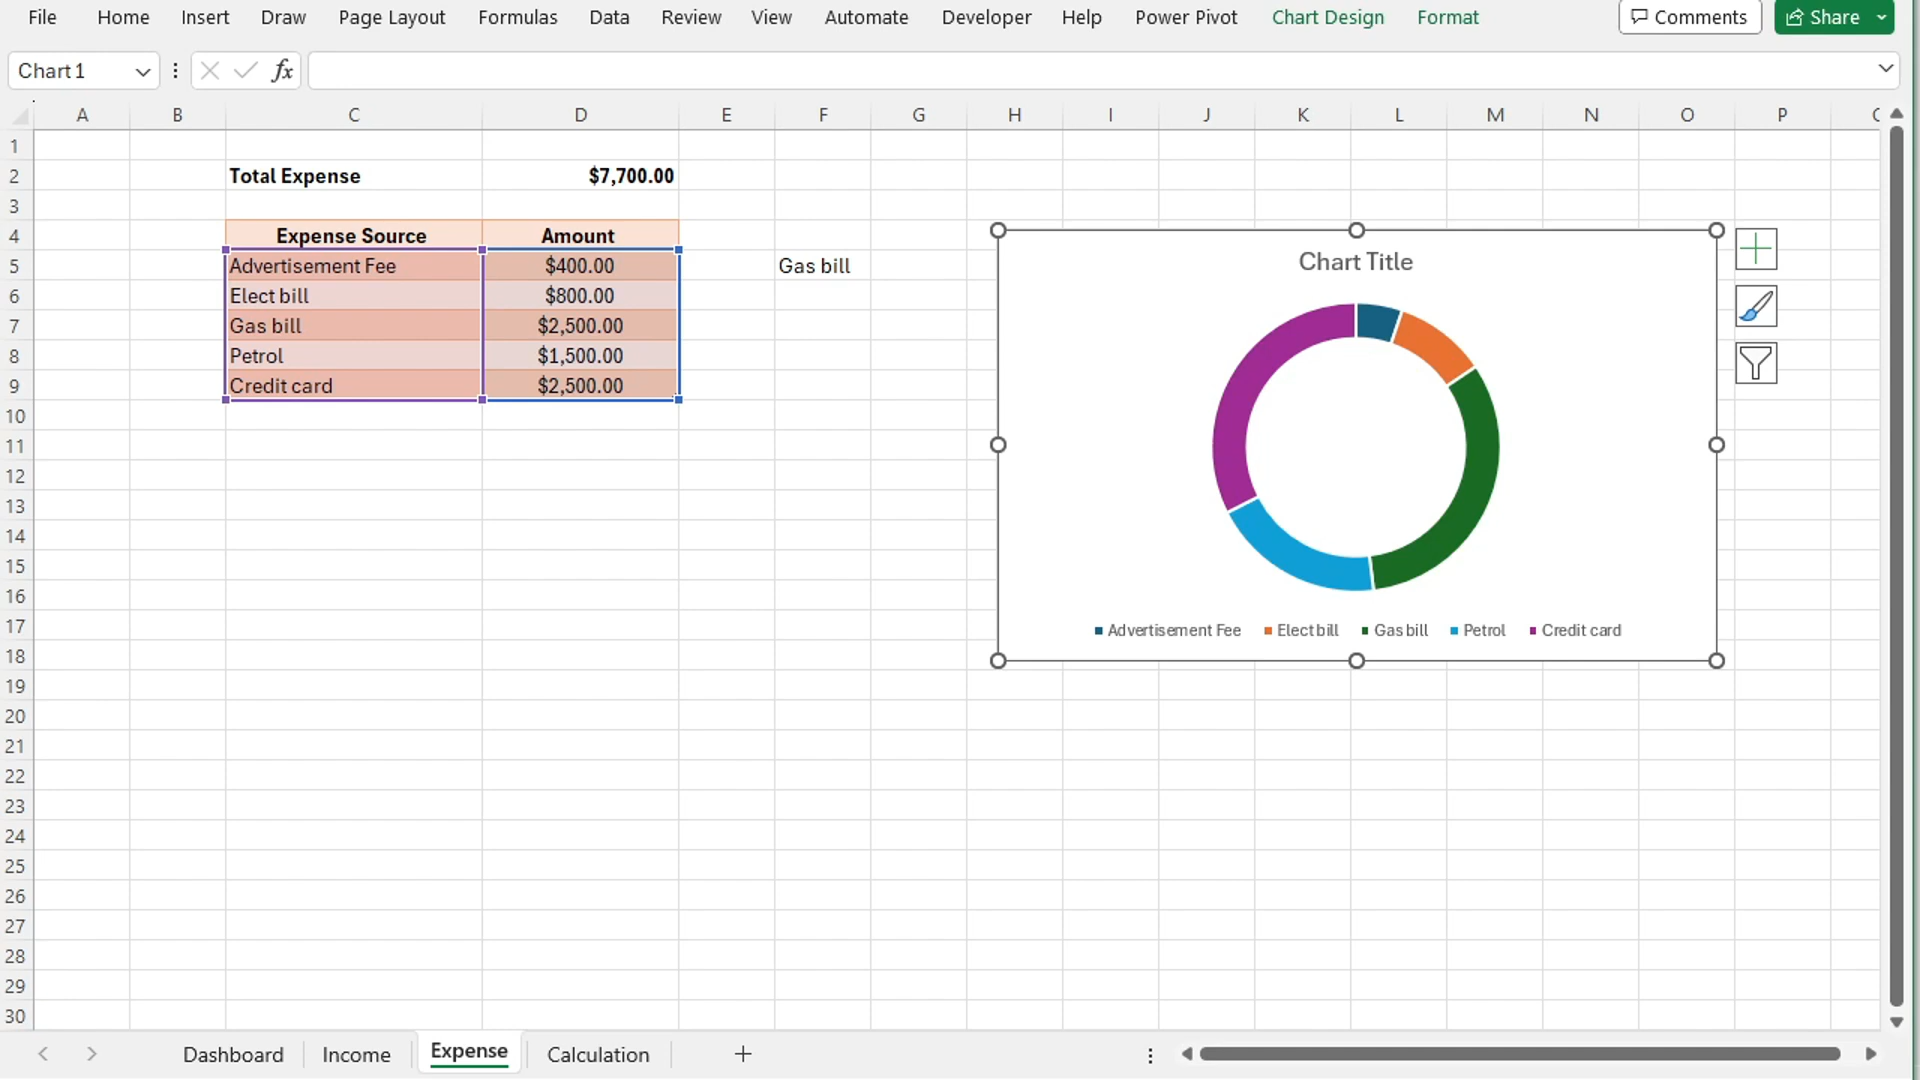 File Home Insert Draw Page Layout Formulas Data Review View Automate Developer Help Power Pivot Chart Design Format Comments Share
Chart 1 fx
A B C D E F G H I J K L M N O P
1
2 Total Expense $7,700.00
3
4 Expense Source Amount
5 Advertisement Fee $400.00 Gas bill
6 Elect bill $800.00
7 Gas bill $2,500.00
8 Petrol $1,500.00
9 Credit card $2,500.00
10
11
12
13
14
15
16
17
18
19
20
21
22
23
24
25
26
27
28
29
30
Chart Title
Advertisement Fee Elect bill Gas bill Petrol Credit card
Dashboard Income Expense Calculation